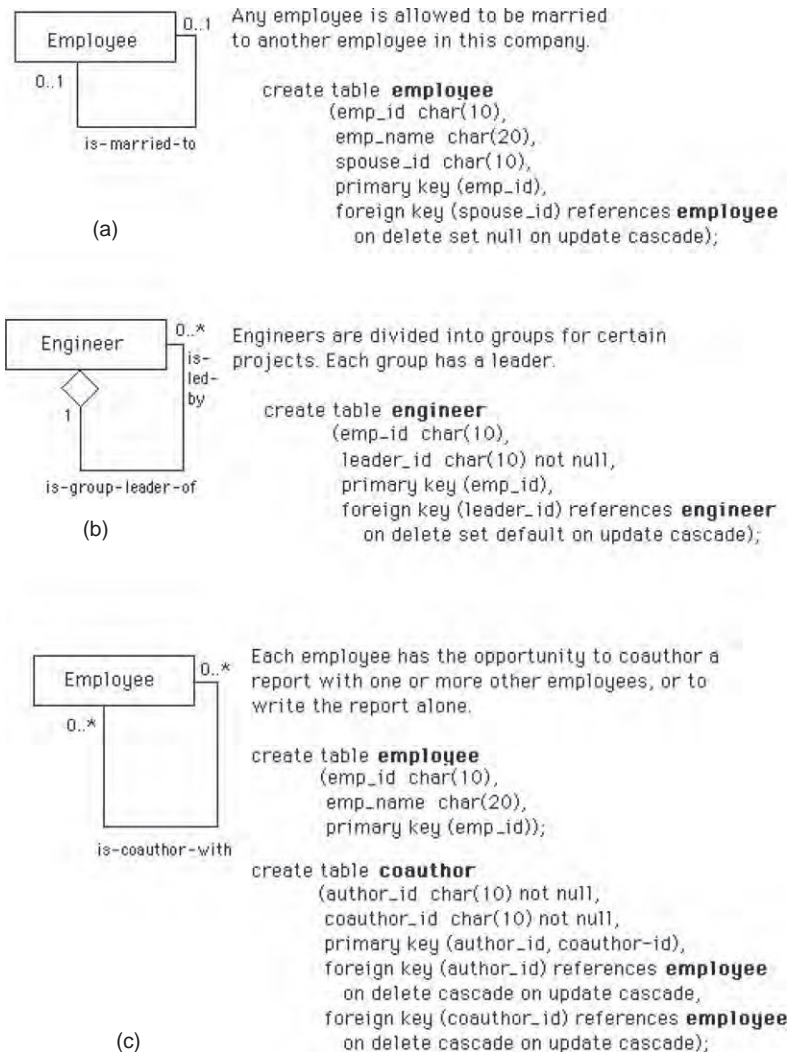 Employee
0..1
0..1
is-married-to
(a)
Any employee is allowed to be married
to another employee in this company.
create table employee
(emp_id char(10),
emp_name char(20),
spouse_id char(10),
primary key (emp_id),
foreign key (spouse_id) references employee
on delete set null on update cascade);
Engineer
0..*
is-
led-
by
1
is-group-leader-of
(b)
Engineers are divided into groups for certain
projects. Each group has a leader.
create table engineer
(emp_id char(10),
leader_id char(10) not null,
primary key (emp_id),
foreign key (leader_id) references engineer
on delete set default on update cascade);
Employee
0..*
0..*
is-coauthor-with
(c)
Each employee has the opportunity to coauthor a
report with one or more other employees, or to
write the report alone.
create table employee
(emp_id char(10),
emp_name char(20),
primary key (emp_id));
create table coauthor
(author_id char(10) not null,
coauthor_id char(10) not null,
primary key (author_id, coauthor-id),
foreign key (author_id) references employee
on delete cascade on update cascade,
foreign key (coauthor_id) references employee
on delete cascade on update cascade);